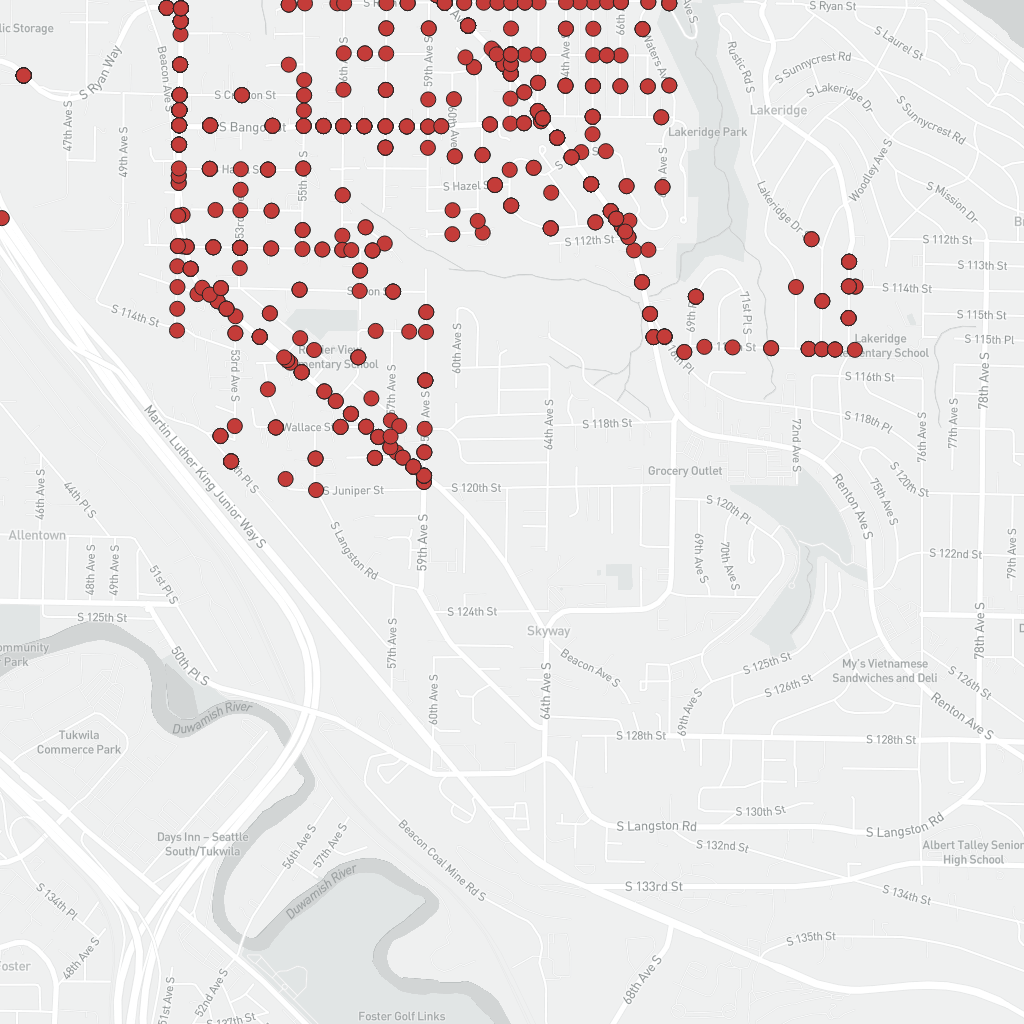 S Ryan St
S Laurel St
S Sunnycrest Rd
Rustic Rd S
S Ryan Way
Beacon Ave S
59th Ave S
66th
S Lakeridge Dr
S Sunnycrest Rd
Lakeridge
47th Ave S
49th Ave S
S Bangor St
60th Ave S
Lakeridge Park
Woodley Ave S
55th
S Hazel St
S Mission Dr
Lakeridge Dr
S 112th St
S 112th St
S 113th St
S 114th St
S 114th St
71st Pl S
69th
S 115th St
S 115th Pl
Lakeridge
Elementary School
53rd Ave S
60th Ave S
57th Ave S
S 116th St
78th Ave S
77th Ave S
76th Ave S
S 118th Pl
S 118th St
64th Ave S
72nd Ave S
Wallace St
Martin Luther King Junior Way S
Grocery Outlet
S 120th St
S 120th St
S Juniper St
44th Pl S
46th Ave S
S 120th Pl
Renton Ave S
75th Ave S
Allentown
48th Ave S
49th Ave S
51st Pl S
S Langston Rd
59th Ave S
69th Ave S
70th Ave S
S 122nd St
79th Ave S
S 124th St
S 125th St
Skyway
57th Ave S
78th Ave S
Park
50th Pl S
Beacon Ave S
S 125th St
S 126th St
My's Vietnamese
Sandwiches and Deli
S 126th St
Duwamish River
60th Ave S
64th Ave S
69th Ave S
Renton Ave S
Tukwila
Commerce Park
S 128th St
S 128th St
Days Inn – Seattle
South/Tukwila
56th Ave S
57th Ave S
S 130th St
S Langston Rd
S Langston Rd
S 132nd St
Albert Talley Senior
High School
Beacon Coal Mine Rd S
Duwamish River
S 133rd St
S 134th St
S 134th Pl
48th Ave S
S 135th St
68th Ave S
51st Ave S
52nd Ave S
S 137th St
Foster Golf Links